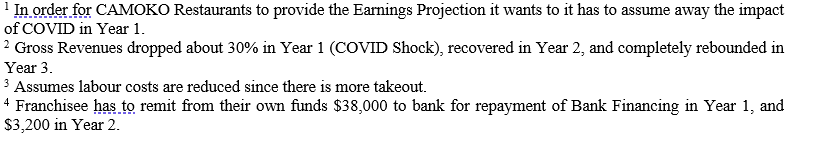 ¹ In order for CAMOKO Restaurants to provide the Earnings Projection it wants to it has to assume away the impact
of COVID in Year 1.
² Gross Revenues dropped about 30% in Year 1 (COVID Shock), recovered in Year 2, and completely rebounded in
Year 3.
³ Assumes labour costs are reduced since there is more takeout.
⁴ Franchisee has to remit from their own funds $38,000 to bank for repayment of Bank Financing in Year 1, and
$3,200 in Year 2.